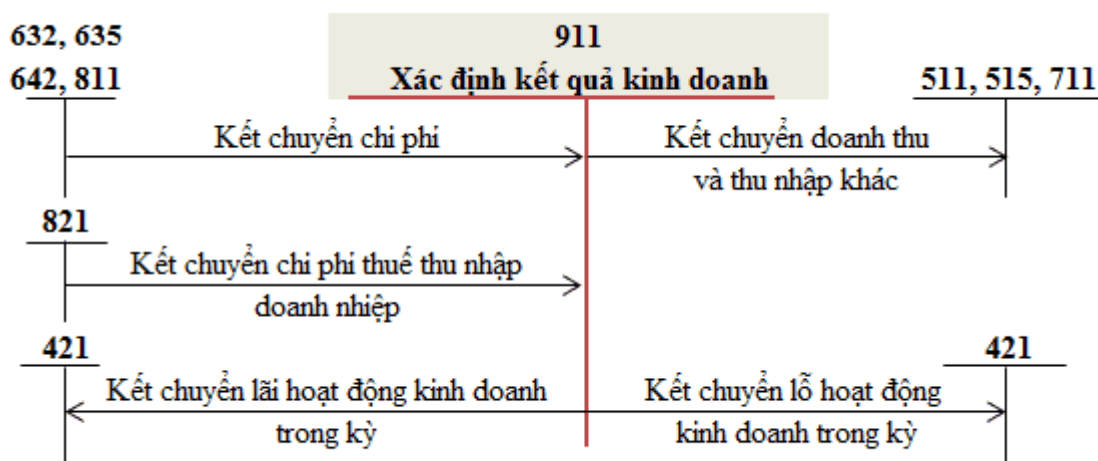 632, 635
642, 811
911
Xác định kết quả kinh doanh
511, 515, 711
Kết chuyển chi phí
Kết chuyển doanh thu
và thu nhập khác
821
Kết chuyển chi phí thuế thu nhập
doanh nhiệp
421
421
Kết chuyển lãi hoạt động kinh doanh
trong kỳ
Kết chuyển lỗ hoạt động
kinh doanh trong kỳ